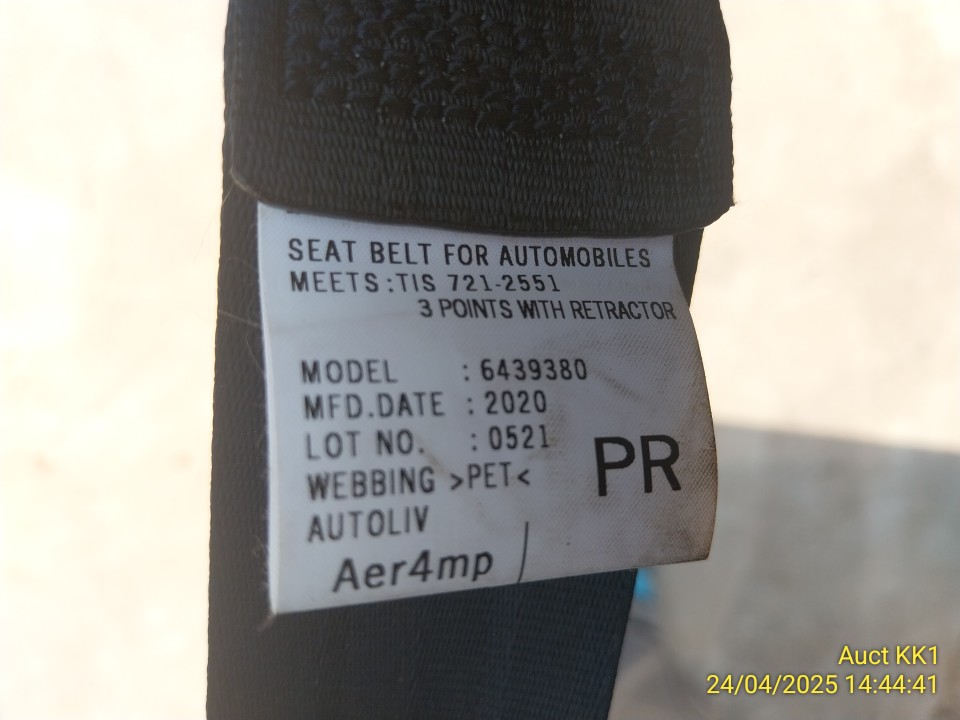 SEAT BELT FOR AUTOMOBILES
MEETS:TIS 721-2551
3 POINTS WITH RETRACTOR
MODEL : 6439380
MFD.DATE : 2020
LOT NO. : 0521
WEBBING >PET<
PR
AUTOLIV
Aer4mp
Auct KK1
24/04/2025 14:44:41